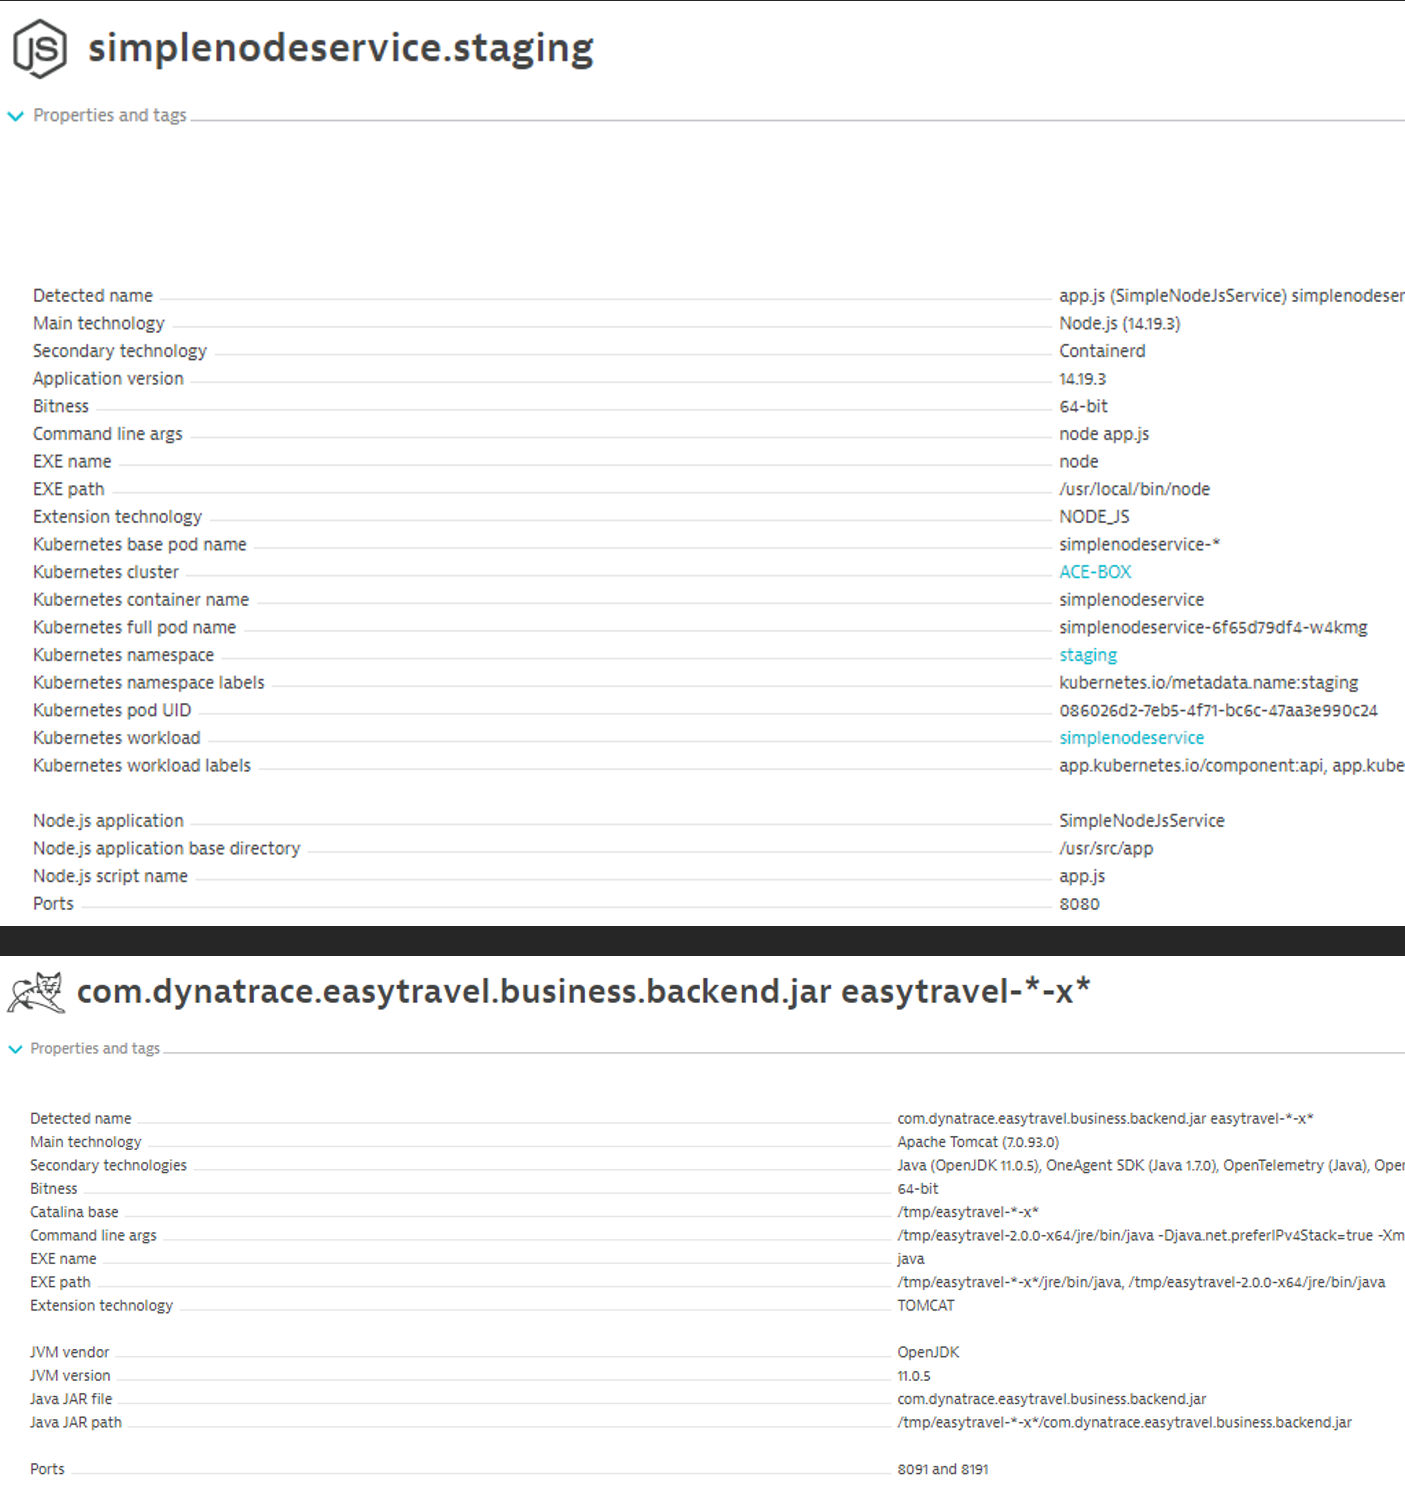 JS simplenodeservice.staging
Properties and tags
Detected name app.js (SimpleNodeJsService) simplenodeser
Main technology Node.js (14.19.3)
Secondary technology Containerd
Application version 14.19.3
Bitness 64-bit
Command line args node app.js
EXE name node
EXE path /usr/local/bin/node
Extension technology NODE_JS
Kubernetes base pod name simplenodeservice-*
Kubernetes cluster ACE-BOX
Kubernetes container name simplenodeservice
Kubernetes full pod name simplenodeservice-6f65d79df4-w4kmg
Kubernetes namespace staging
Kubernetes namespace labels kubernetes.io/metadata.name:staging
Kubernetes pod UID 086026d2-7eb5-4f71-bc6c-47aa3e990c24
Kubernetes workload simplenodeservice
Kubernetes workload labels app.kubernetes.io/component:api, app.kube
Node.js application SimpleNodeJsService
Node.js application base directory /usr/src/app
Node.js script name app.js
Ports 8080
com.dynatrace.easytravel.business.backend.jar easytravel-*-x*
Properties and tags
Detected name com.dynatrace.easytravel.business.backend.jar easytravel-*-x*
Main technology Apache Tomcat (7.0.93.0)
Secondary technologies Java (OpenJDK 11.0.5), OneAgent SDK (Java 1.7.0), OpenTelemetry (Java), Oper
Bitness 64-bit
Catalina base /tmp/easytravel-*-x*
Command line args /tmp/easytravel-2.0.0-x64/jre/bin/java -Djava.net.preferIPv4Stack=true -Xm
EXE name java
EXE path /tmp/easytravel-*-x*/jre/bin/java, /tmp/easytravel-2.0.0-x64/jre/bin/java
Extension technology TOMCAT
JVM vendor OpenJDK
JVM version 11.0.5
Java JAR file com.dynatrace.easytravel.business.backend.jar
Java JAR path /tmp/easytravel-*-x*/com.dynatrace.easytravel.business.backend.jar
Ports 8091 and 8191